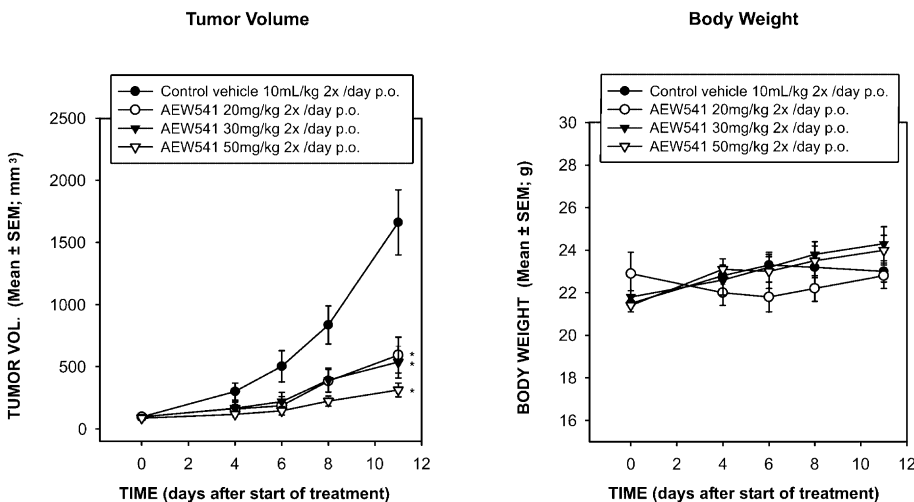 Tumor Volume
Control vehicle 10mL/kg 2x /day p.o.
AEW541 20mg/kg 2x /day p.o.
AEW541 30mg/kg 2x /day p.o.
AEW541 50mg/kg 2x /day p.o.
TUMOR VOL. (Mean ± SEM; mm³)
2500
2000
1500
1000
500
0
*
*
*
0 2 4 6 8 10 12
TIME (days after start of treatment)
Body Weight
Control vehicle 10mL/kg 2x /day p.o.
AEW541 20mg/kg 2x /day p.o.
AEW541 30mg/kg 2x /day p.o.
AEW541 50mg/kg 2x /day p.o.
BODY WEIGHT (Mean ± SEM; g)
30
28
26
24
22
20
18
16
0 2 4 6 8 10 12
TIME (days after start of treatment)